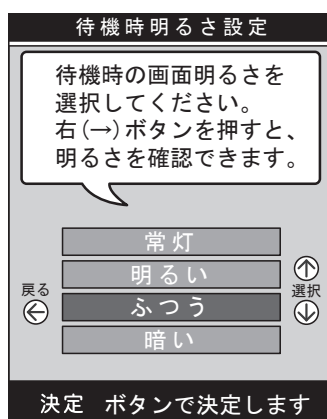 待機時明るさ設定
待機時の画面明るさを
選択してください。
右(→)ボタンを押すと、
明るさを確認できます。
常灯
明るい
ふつう
暗い
戻る
←
↑
選択
↓
決定 ボタンで決定します